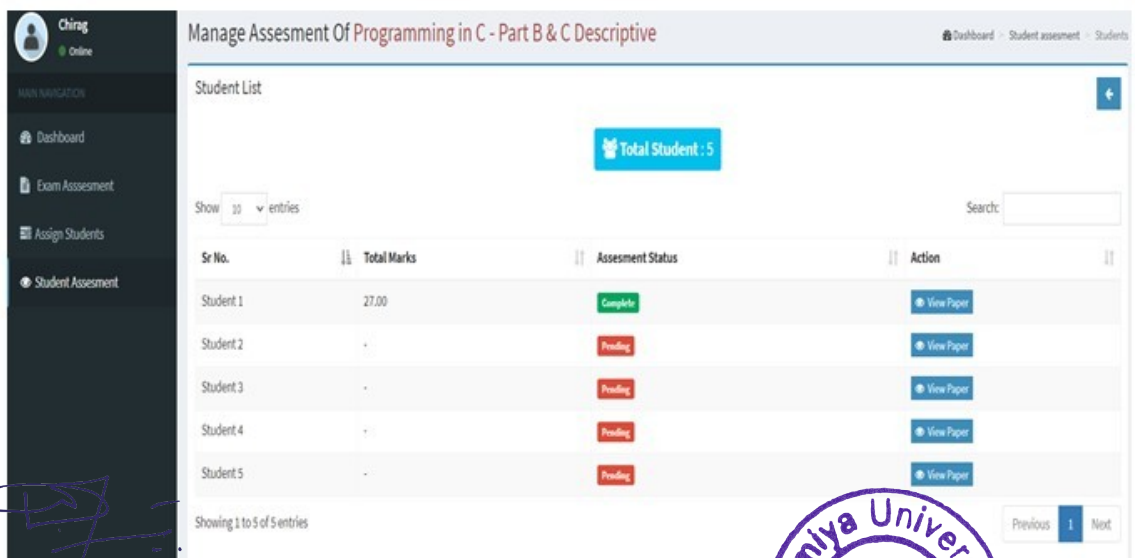 Chirag
Online
Manage Assesment Of Programming in C - Part B & C Descriptive
Dashboard > Student assesment > Students
MAIN NAVIGATION
Dashboard
Exam Asssesment
Assign Students
Student Assesment
Student List
Total Student : 5
Show 10 entries
Search:
Sr No. Total Marks Assesment Status Action
Student 1 27.00 Complete View Paper
Student 2 - Pending View Paper
Student 3 - Pending View Paper
Student 4 - Pending View Paper
Student 5 - Pending View Paper
Showing 1 to 5 of 5 entries
Previous 1 Next